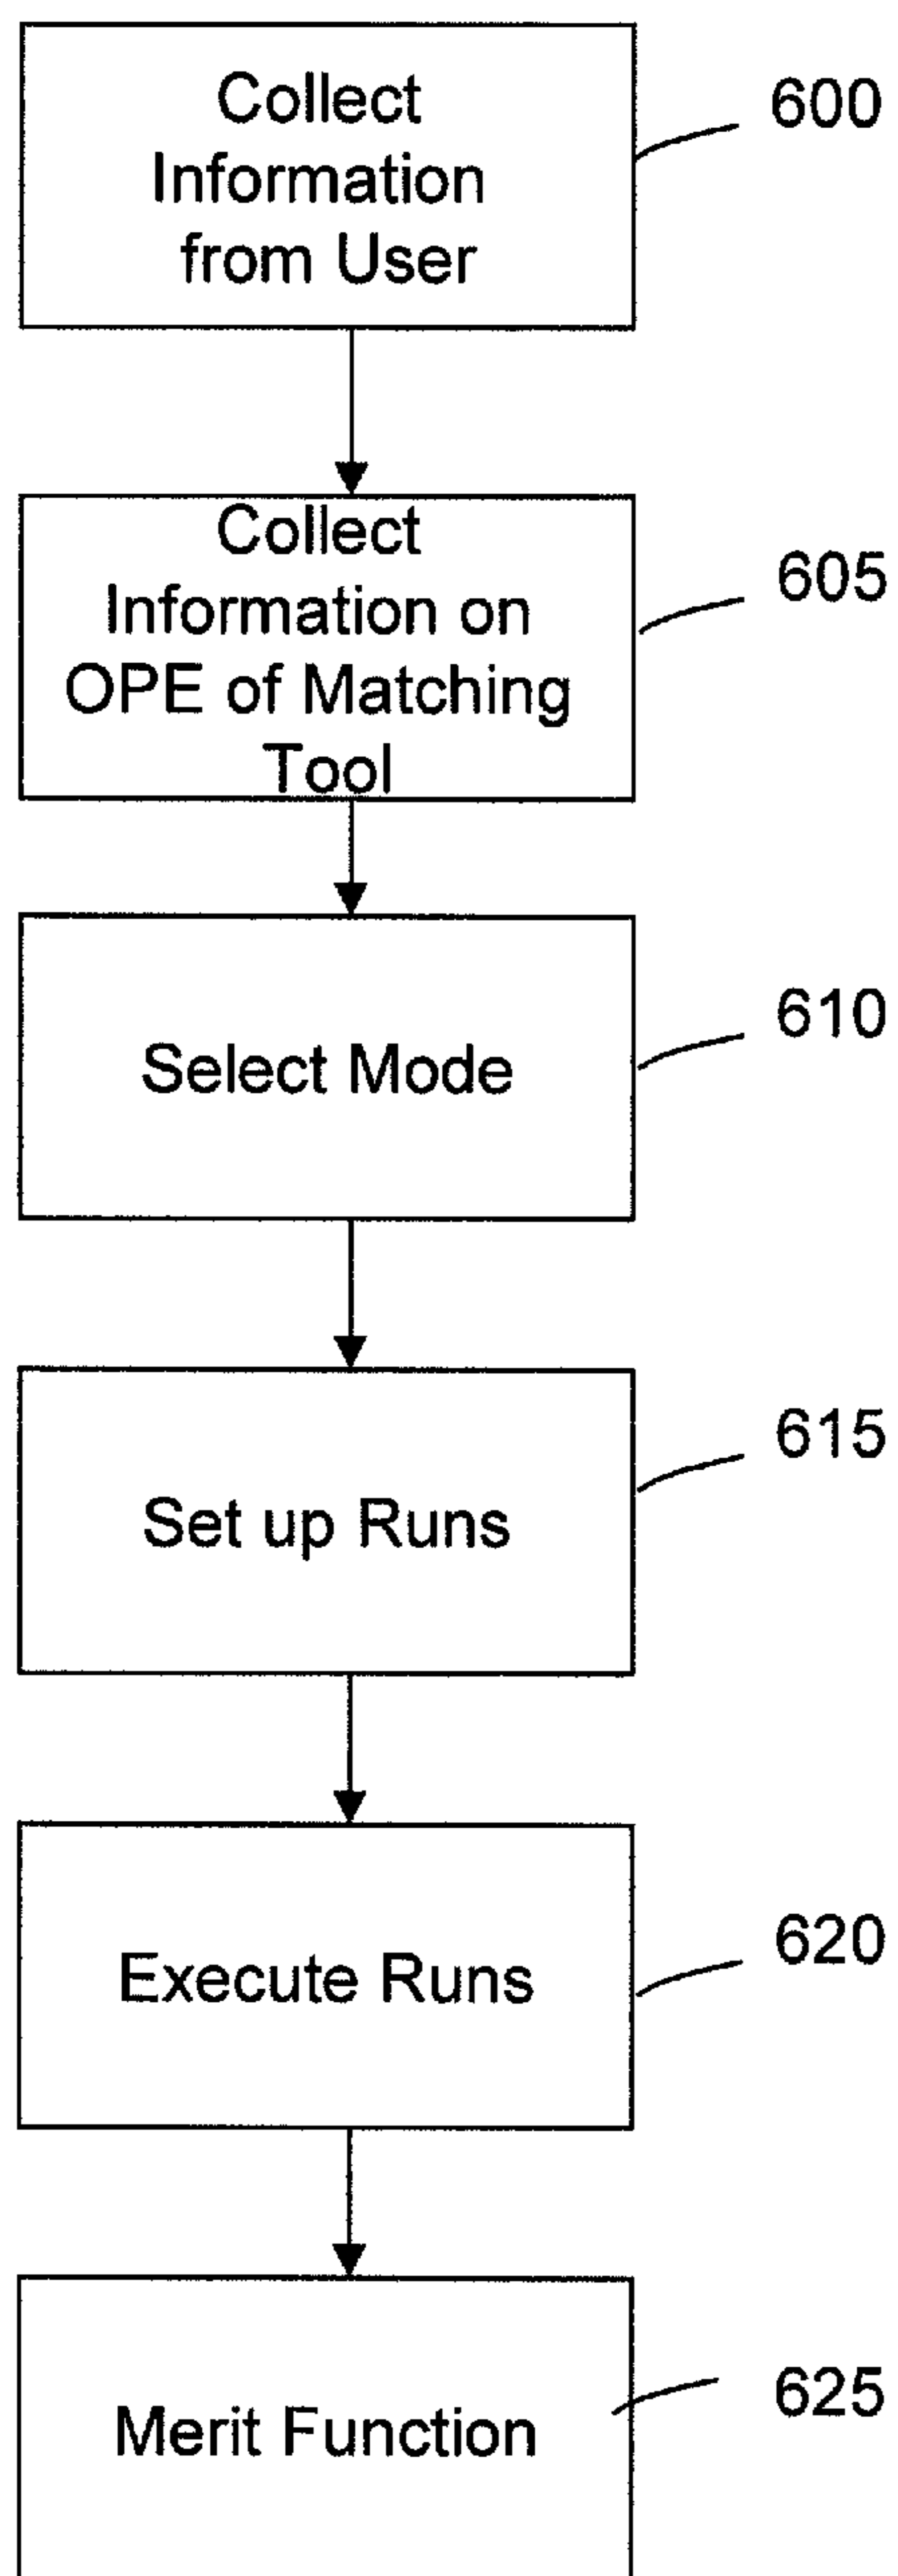 Collect
Information
from User
600
Collect
Information on
OPE of Matching
Tool
605
Select Mode
610
Set up Runs
615
Execute Runs
620
Merit Function
625